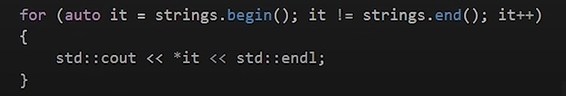 for (auto it = strings.begin(); it != strings.end(); it++)
{
    std::cout << *it << std::endl;
}